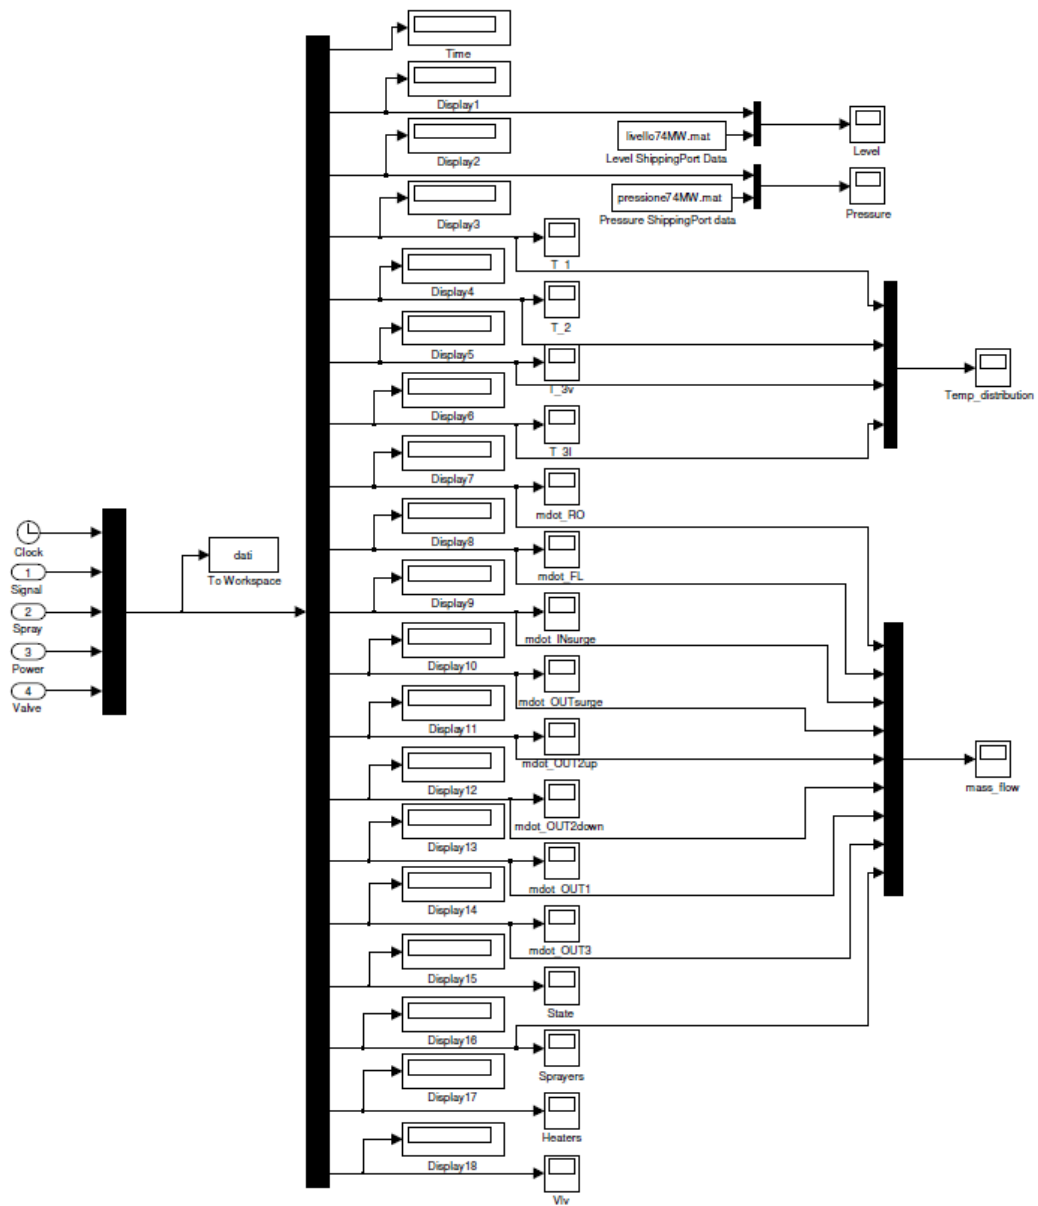 Time
Display1
livello74MW.mat
Level ShippingPort Data
Level
Display2
pressione74MW.mat
Pressure ShippingPort data
Pressure
Display3
T_1
Display4
T_2
Display5
T_3v
Temp_distribution
Display6
T_3l
Display7
mdot_RO
Display8
Clock
dati
To Workspace
mdot_FL
1
Signal
Display9
2
Spray
mdot_INsurge
3
Power
Display10
4
Valve
mdot_OUTsurge
Display11
mdot_OUT2up
mass_flow
Display12
mdot_OUT2down
Display13
mdot_OUT1
Display14
mdot_OUT3
Display15
State
Display16
Sprayers
Display17
Heaters
Display18
Vlv